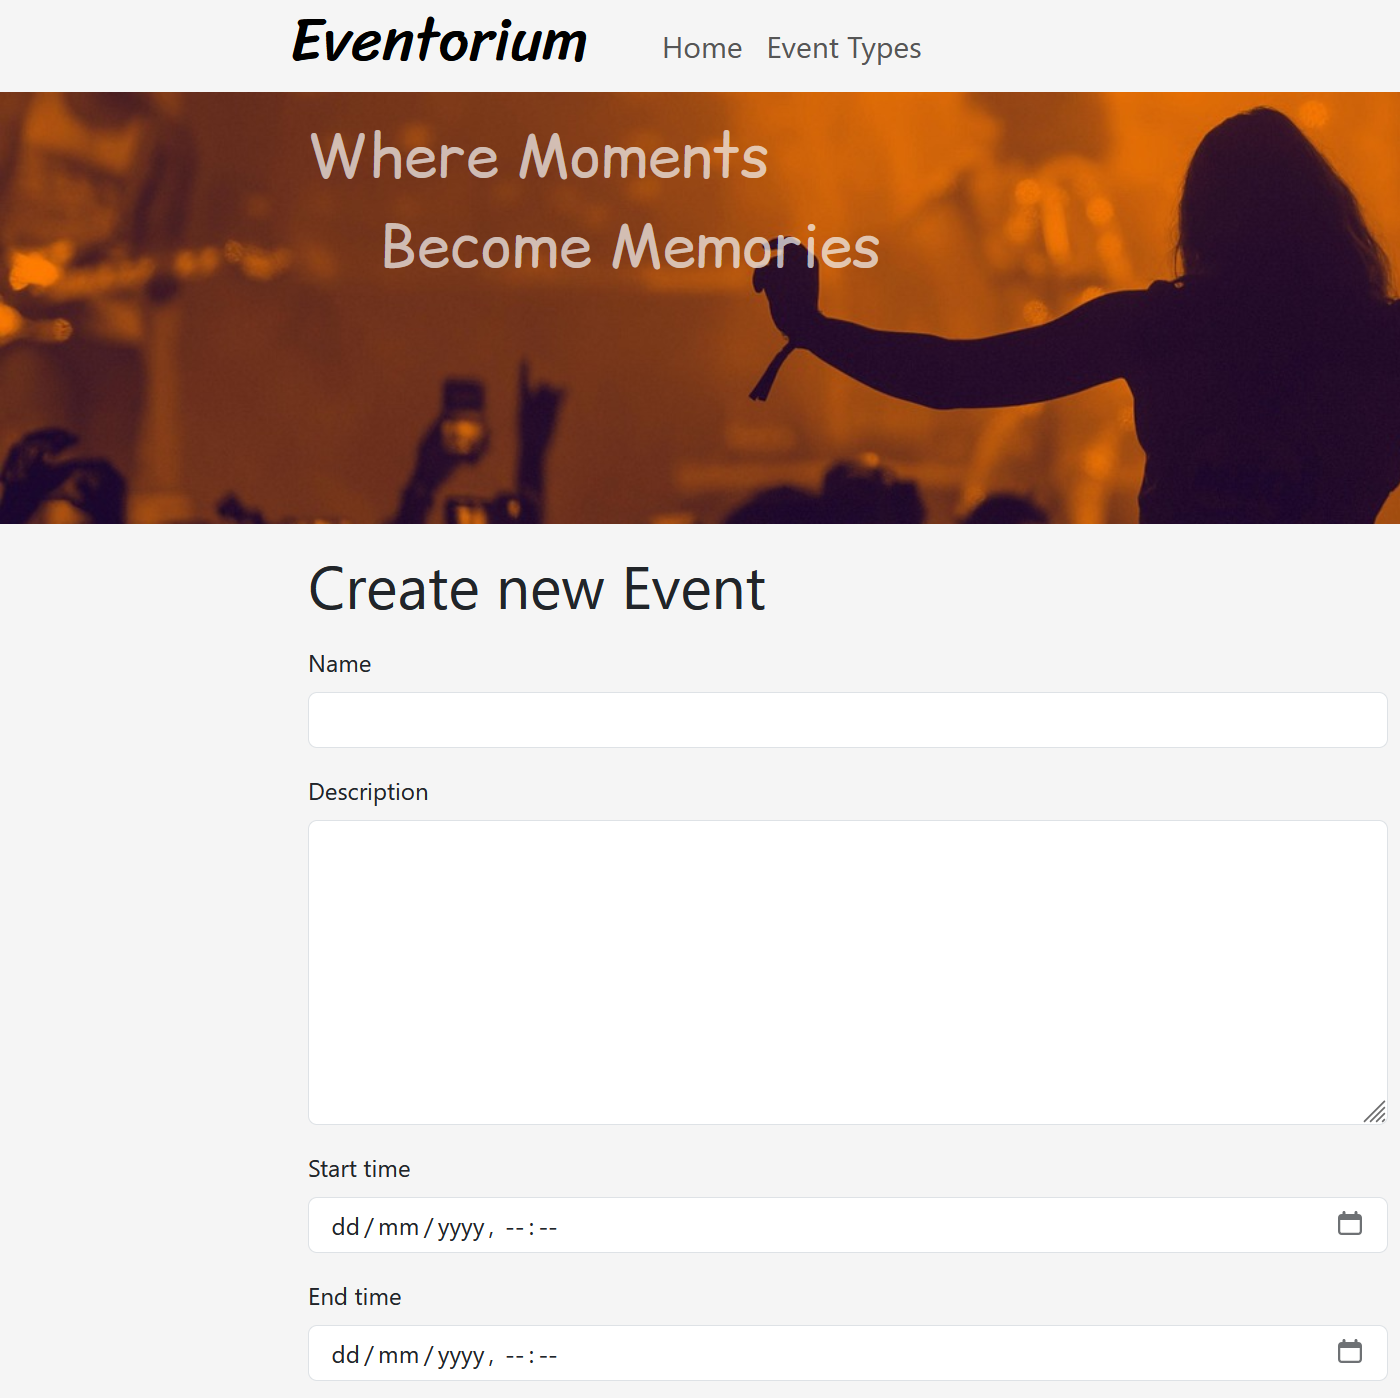 Eventorium
Home Event Types
Where Moments
Become Memories
Create new Event
Name
Description
Start time
dd/mm/yyyy, --:--
End time
dd/mm/yyyy, --:--